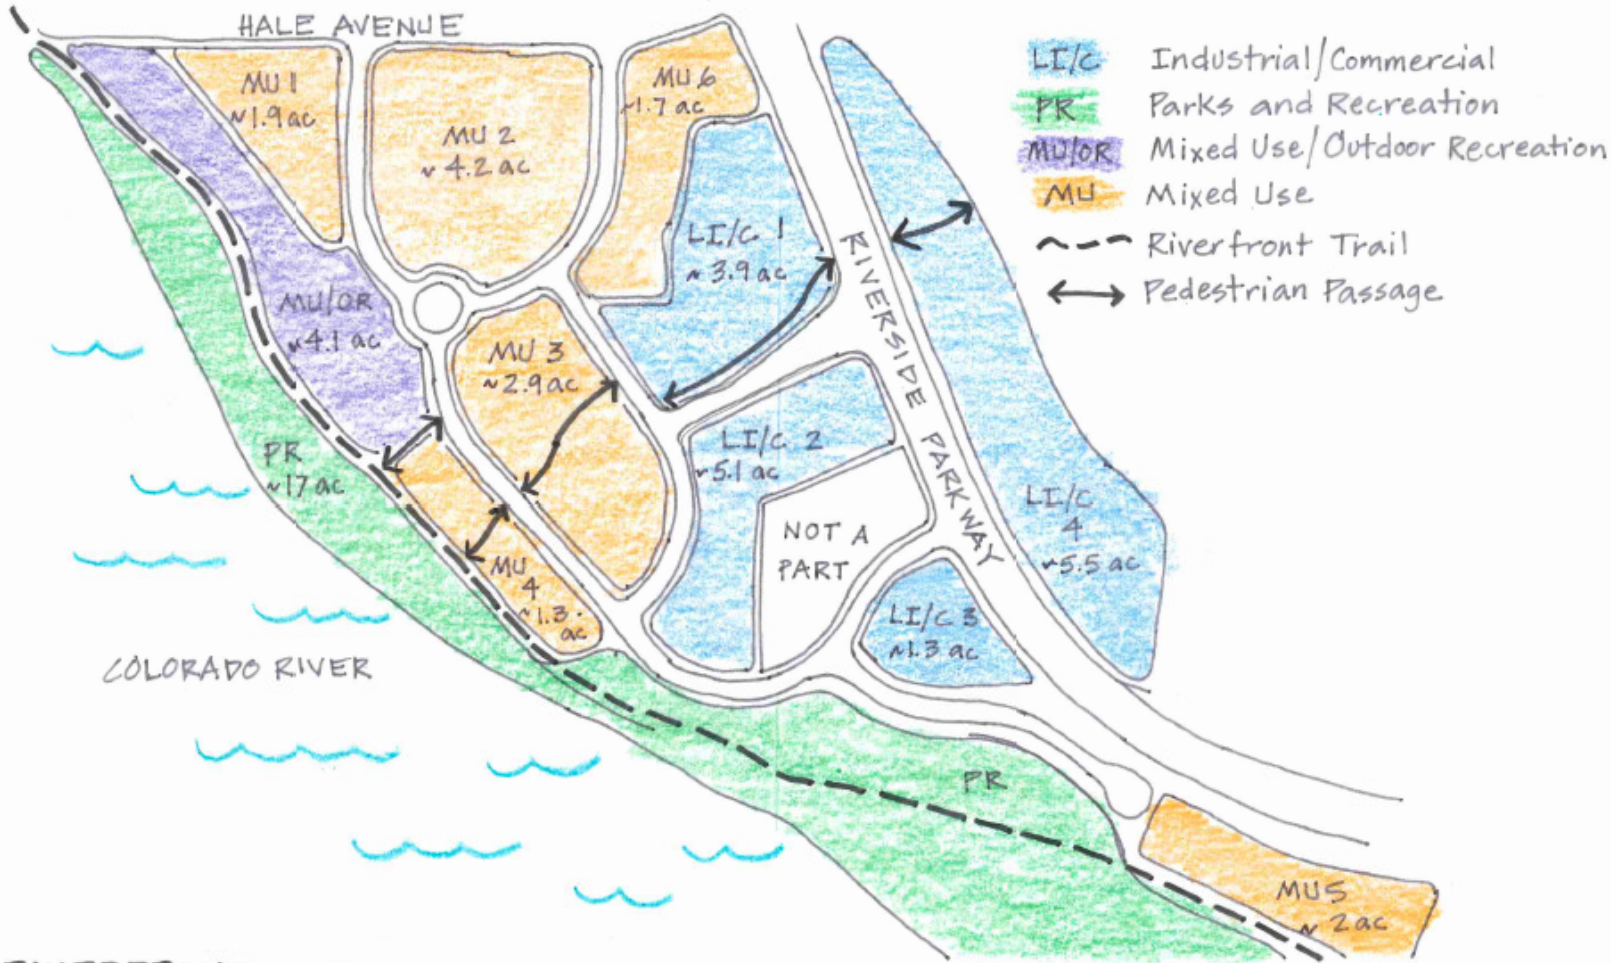 HALE AVENUE
MU 1
~1.9ac
MU 2
~ 4.2 ac
MU 6
~1.7 ac
LI/C Industrial/Commercial
PR Parks and Recreation
MU/OR Mixed Use/Outdoor Recreation
MU Mixed Use
Riverfront Trail
Pedestrian Passage
LI/C 1
~ 3.9 ac
MU/OR
~4.1 ac
MU 3
~2.9ac
RIVERSIDE PARKWAY
PR
~17 ac
LI/C 2
~5.1 ac
NOT A
PART
LI/C
4
~5.5 ac
MU
4
~1.3
ac
LI/C 3
~1.3 ac
COLORADO RIVER
PR
MU5
~ 2ac